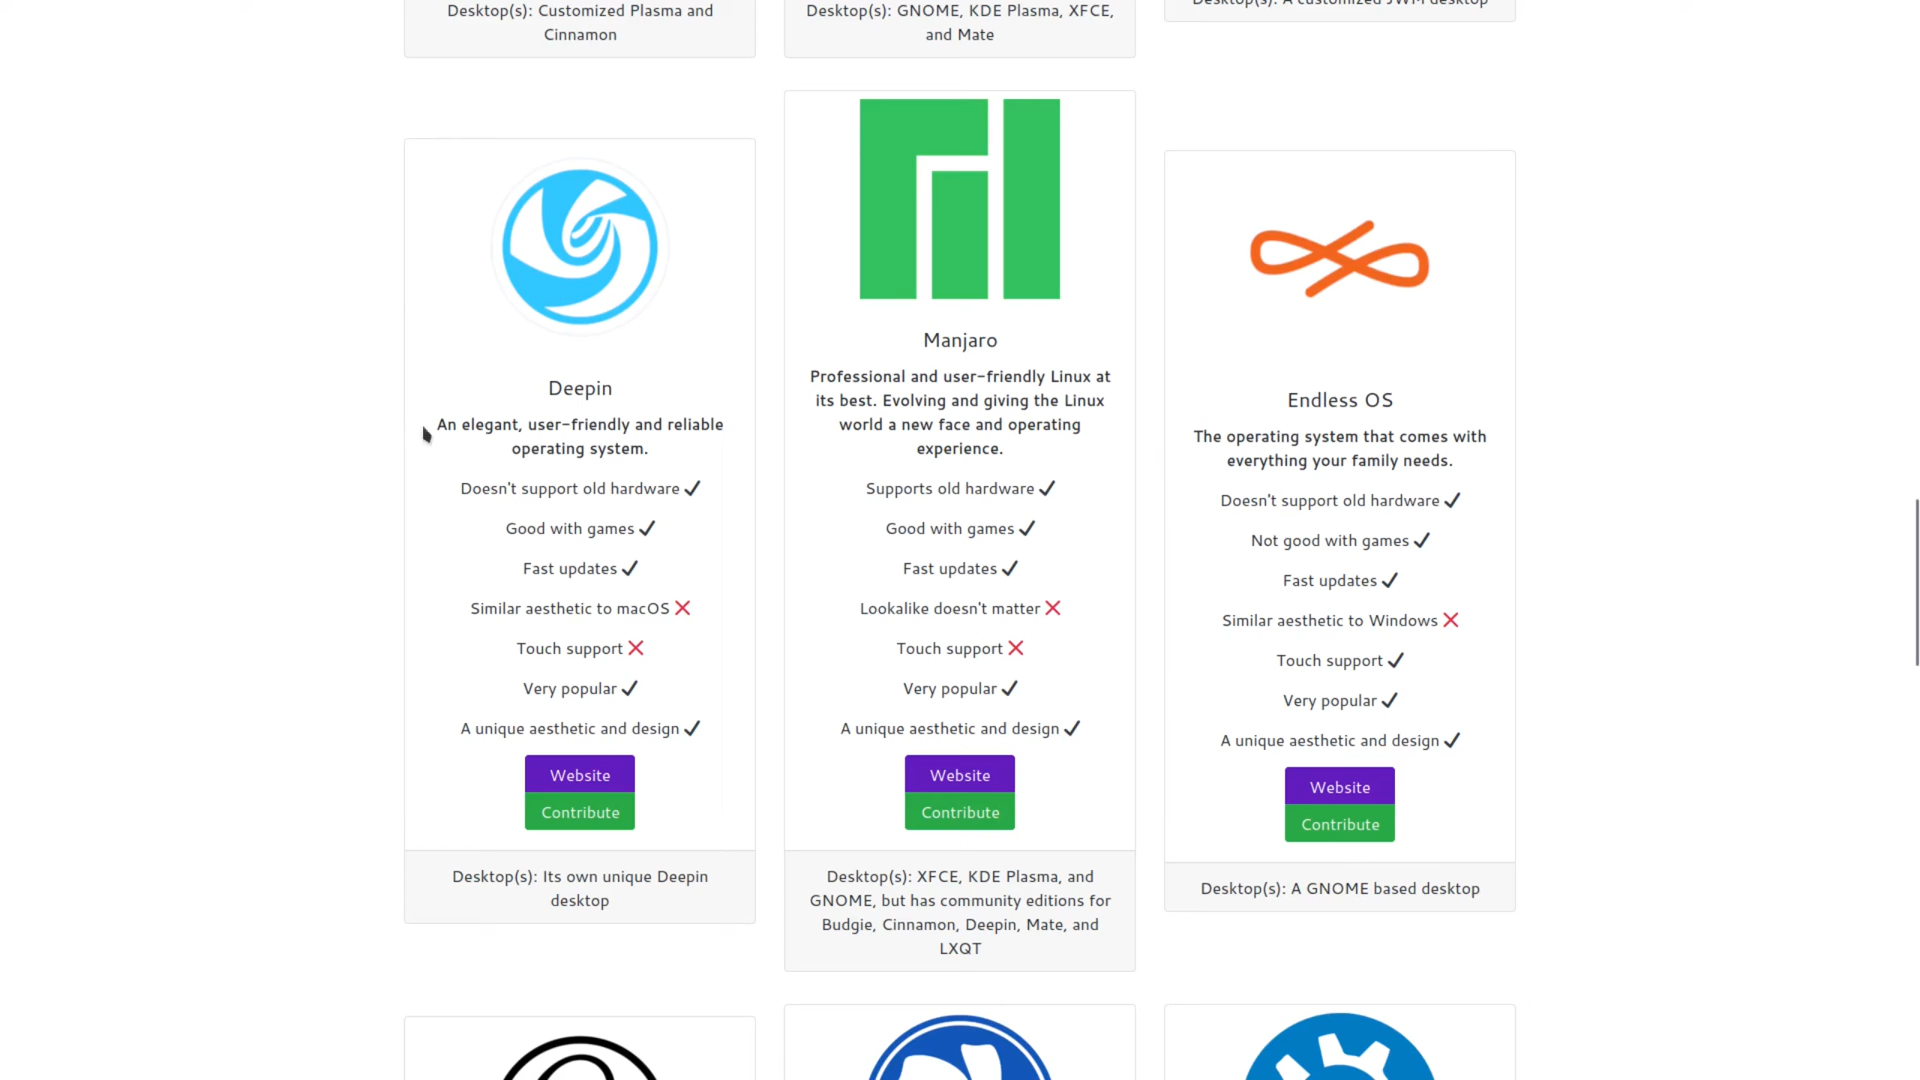 Desktop(s): Customized Plasma and
Cinnamon
Desktop(s): GNOME, KDE Plasma, XFCE,
and Mate
Desktop(s): A customized JWM desktop
Deepin
An elegant, user-friendly and reliable
operating system.
Doesn't support old hardware ✓
Good with games ✓
Fast updates ✓
Similar aesthetic to macOS ✕
Touch support ✕
Very popular ✓
A unique aesthetic and design ✓
Website
Contribute
Desktop(s): Its own unique Deepin
desktop
Manjaro
Professional and user-friendly Linux at
its best. Evolving and giving the Linux
world a new face and operating
experience.
Supports old hardware ✓
Good with games ✓
Fast updates ✓
Lookalike doesn't matter ✕
Touch support ✕
Very popular ✓
A unique aesthetic and design ✓
Website
Contribute
Desktop(s): XFCE, KDE Plasma, and
GNOME, but has community editions for
Budgie, Cinnamon, Deepin, Mate, and
LXQT
Endless OS
The operating system that comes with
everything your family needs.
Doesn't support old hardware ✓
Not good with games ✓
Fast updates ✓
Similar aesthetic to Windows ✕
Touch support ✓
Very popular ✓
A unique aesthetic and design ✓
Website
Contribute
Desktop(s): A GNOME based desktop